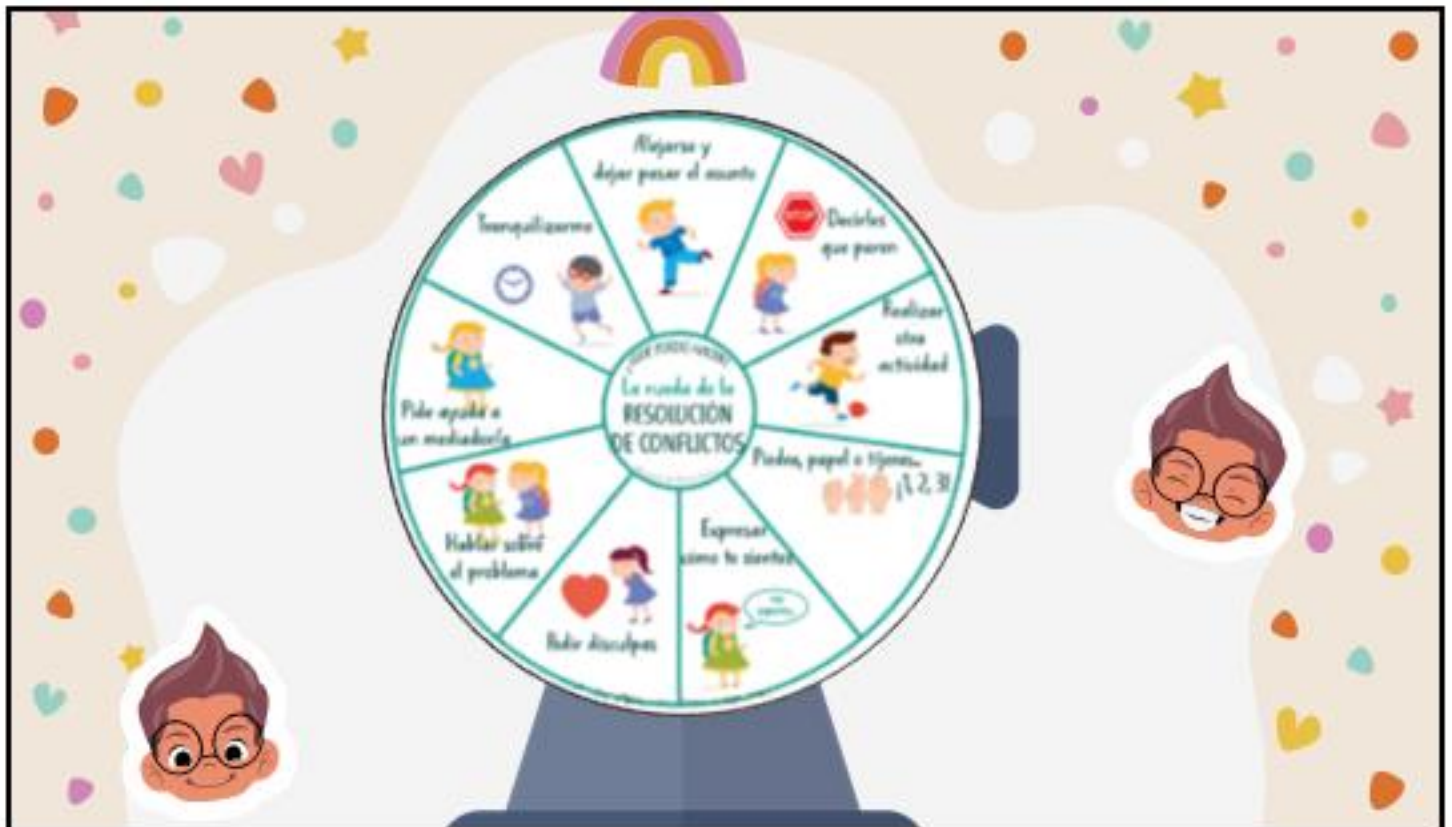 Alejarse y
dejar pasar el asunto
Decirles
que paren
Realizar
otra
actividad
Piedra, papel o tijeras...
¡1, 2, 3!
Expresar
como te sientes
Pedir disculpas
Hablar sobre
el problema
Pide ayuda a
un mediador/a
Tranquilizarme
¿QUÉ PUEDO HACER?
La rueda de la
RESOLUCIÓN
DE CONFLICTOS